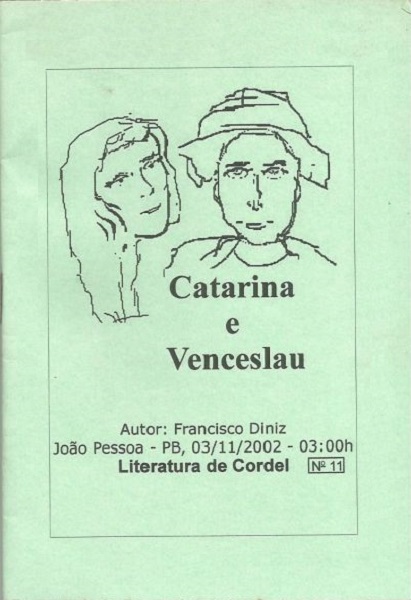 Catarina
e
Venceslau
Autor: Francisco Diniz
João Pessoa - PB, 03/11/2002 - 03:00h
Literatura de Cordel Nº 11